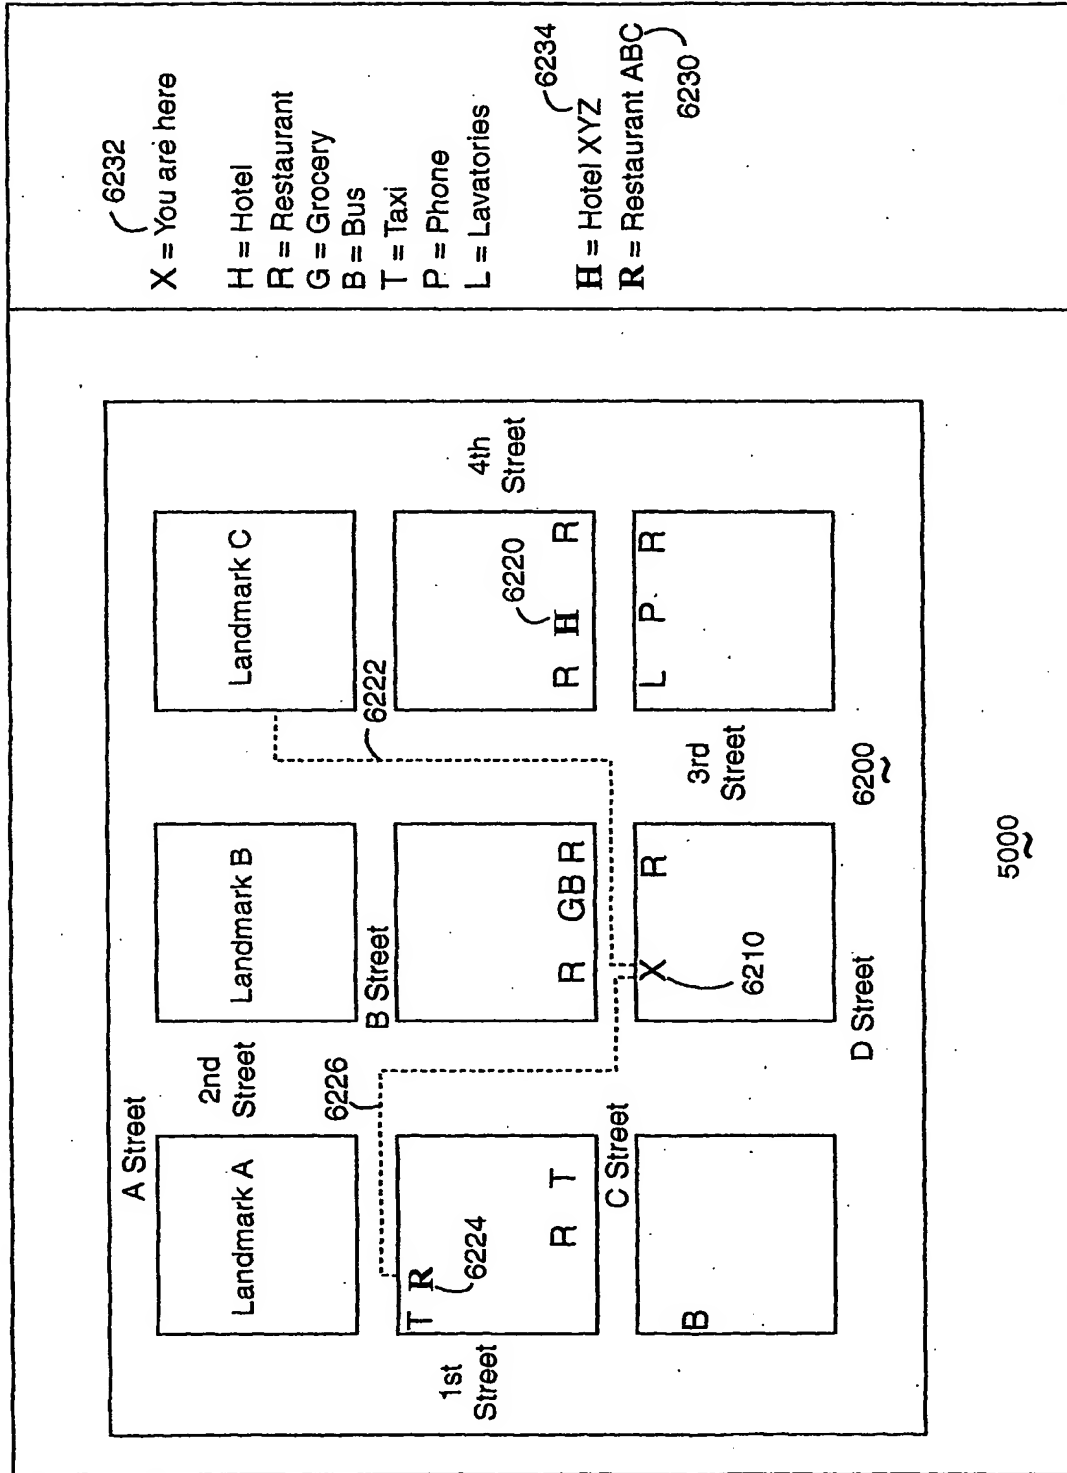 A Street
Landmark A
2nd
Street
Landmark B
Landmark C
6226
B Street
6222
1st
Street
T R
6224
R T
R GB R
6220
R H R
4th
Street
C Street
B
X R
6210
L P R
3rd
Street
D Street
6200
5000
6232
X = You are here
H = Hotel
R = Restaurant
G = Grocery
B = Bus
T = Taxi
P = Phone
L = Lavatories
6234
H = Hotel XYZ
R = Restaurant ABC
6230